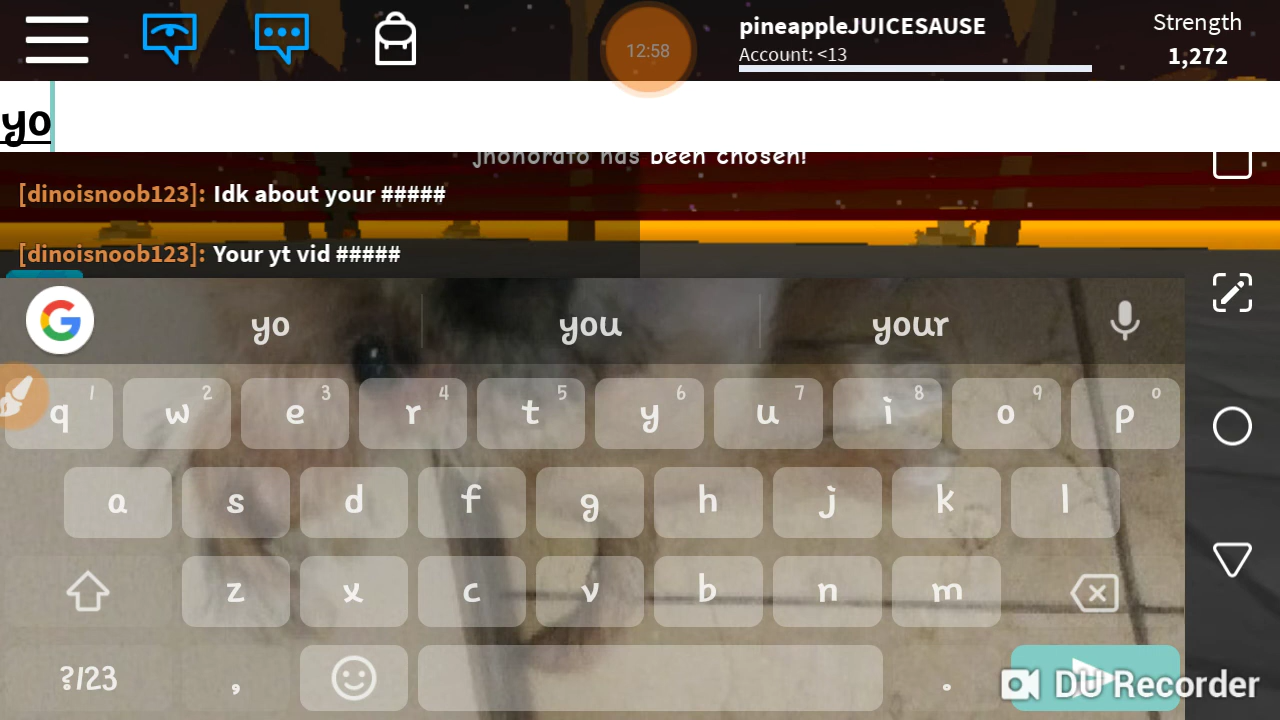 12:58
pineappleJUICESAUSE
Account: <13
Strength
1,272
yo
jhonorato has been chosen!
[dinoisnoob123]: Idk about your #####
[dinoisnoob123]: Your yt vid #####
G
yo you your
1 2 3 4 5 6 7 8 9 0
q w e r t y u i o p
a s d f g h j k l
z x c v b n m
?123 , .
DU Recorder